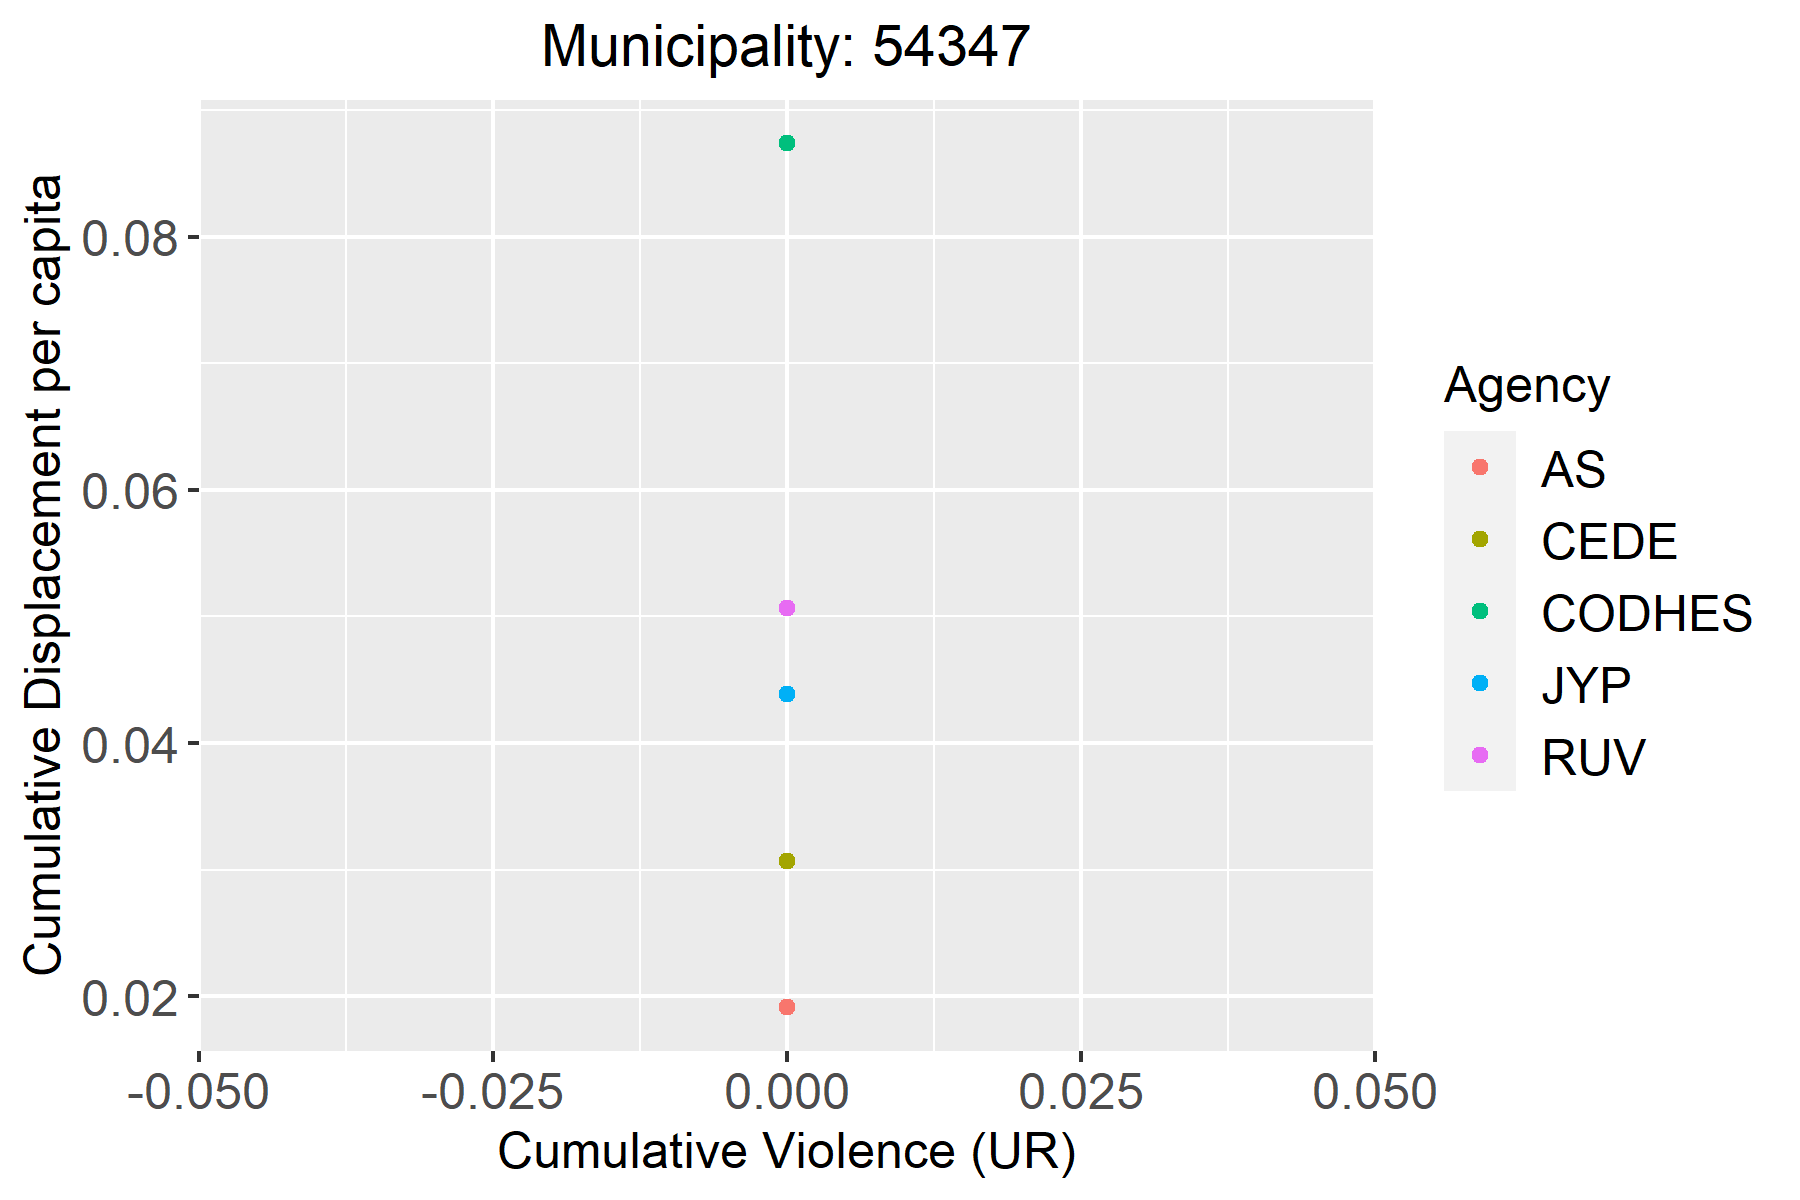 Municipality: 54347
Cumulative Displacement per capita
0.08
0.06
0.04
0.02
-0.050 -0.025 0.000 0.025 0.050
Cumulative Violence (UR)
Agency
AS
CEDE
CODHES
JYP
RUV